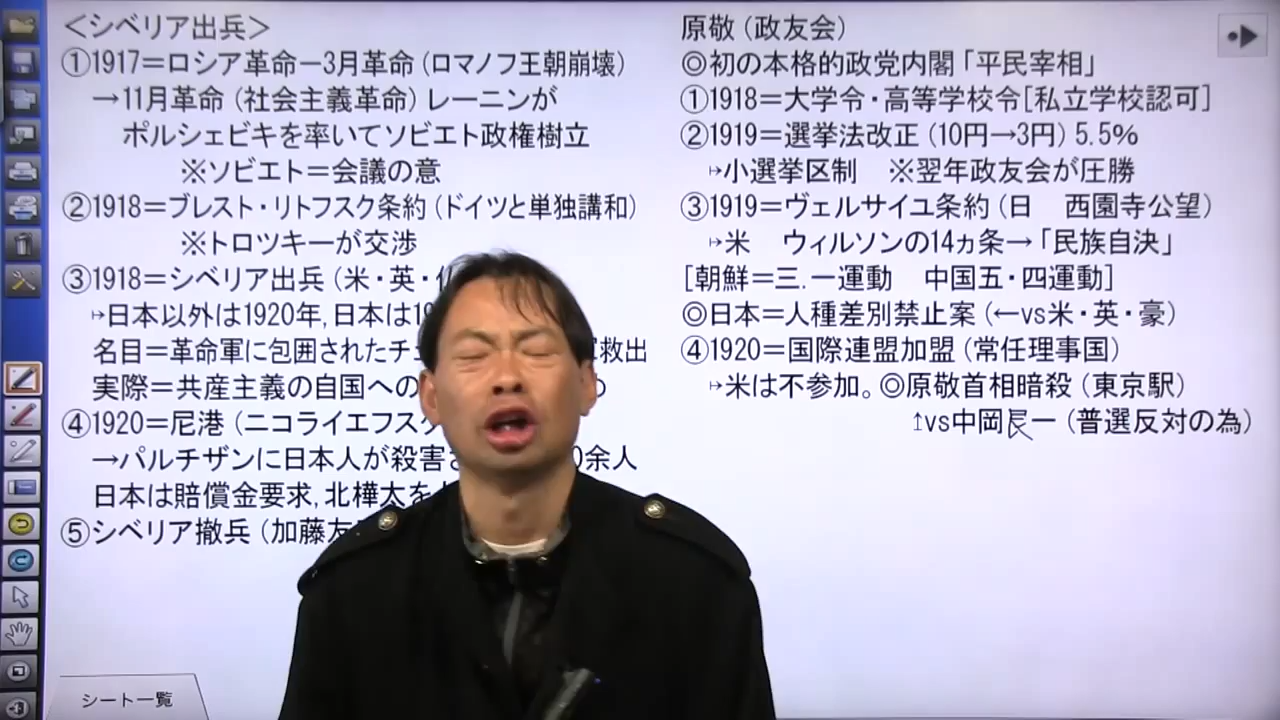 ＜シベリア出兵＞
①1917＝ロシア革命ー3月革命（ロマノフ王朝崩壊）
→11月革命（社会主義革命）レーニンが
ポルシェビキを率いてソビエト政権樹立
※ソビエト＝会議の意
②1918＝ブレスト・リトフスク条約（ドイツと単独講和）
※トロツキーが交渉
③1918＝シベリア出兵（米・英・
↦日本以外は1920年,日本は19
名目＝革命軍に包囲されたチ 救出
実際＝共産主義の自国への
④1920＝尼港（ニコライエフス
→パルチザンに日本人が殺害 0余人
日本は賠償金要求,北樺太を
⑤シベリア撤兵（加藤友
原敬（政友会）
◎初の本格的政党内閣「平民宰相」
①1918＝大学令・高等学校令[私立学校認可]
②1919＝選挙法改正（10円→3円）5.5%
↦小選挙区制　※翌年政友会が圧勝
③1919＝ヴェルサイユ条約（日　西園寺公望）
↦米　ウィルソンの14ヵ条→「民族自決」
[朝鮮＝三.一運動　中国五・四運動]
◎日本＝人種差別禁止案（←vs米・英・豪）
④1920＝国際連盟加盟（常任理事国）
↦米は不参加。◎原敬首相暗殺（東京駅）
↑vs中岡艮一（普選反対の為）
シート一覧